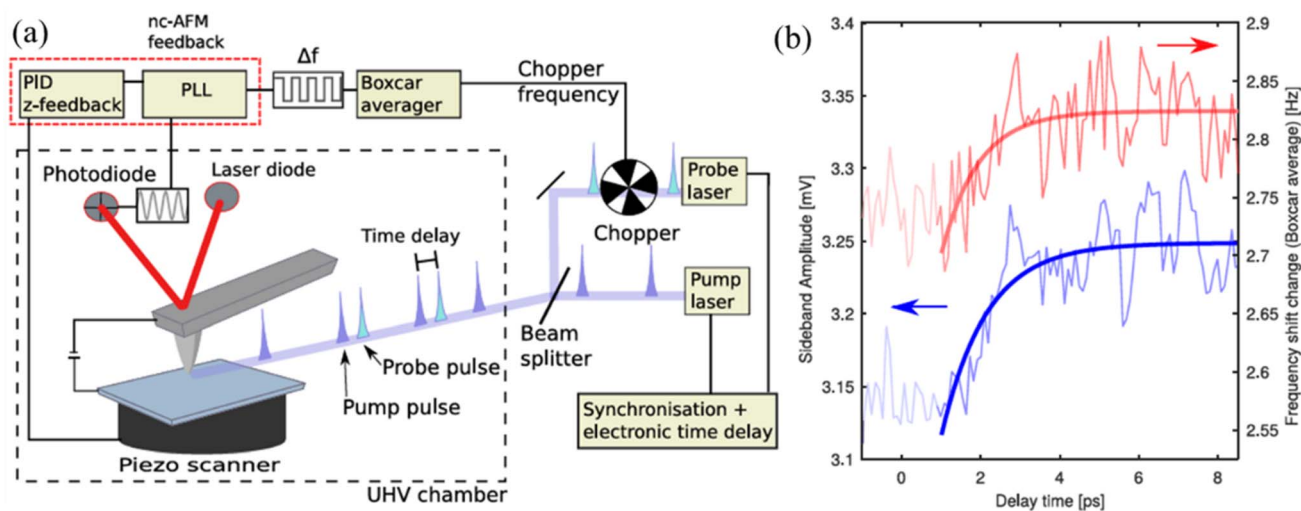 (a)
nc-AFM
feedback
PID
z-feedback
PLL
Δf
Boxcar
averager
Chopper
frequency
Photodiode
Laser diode
Time delay
Probe
laser
Chopper
Pump
laser
Beam
splitter
Probe pulse
Pump pulse
Synchronisation +
electronic time delay
Piezo scanner
UHV chamber
(b)
Sideband Amplitude [mV]
3.4
3.35
3.3
3.25
3.2
3.15
3.1
0
2
4
6
8
Delay time [ps]
2.9
2.85
2.8
2.75
2.7
2.65
2.6
2.55
Frequency shift change (Boxcar average) [Hz]